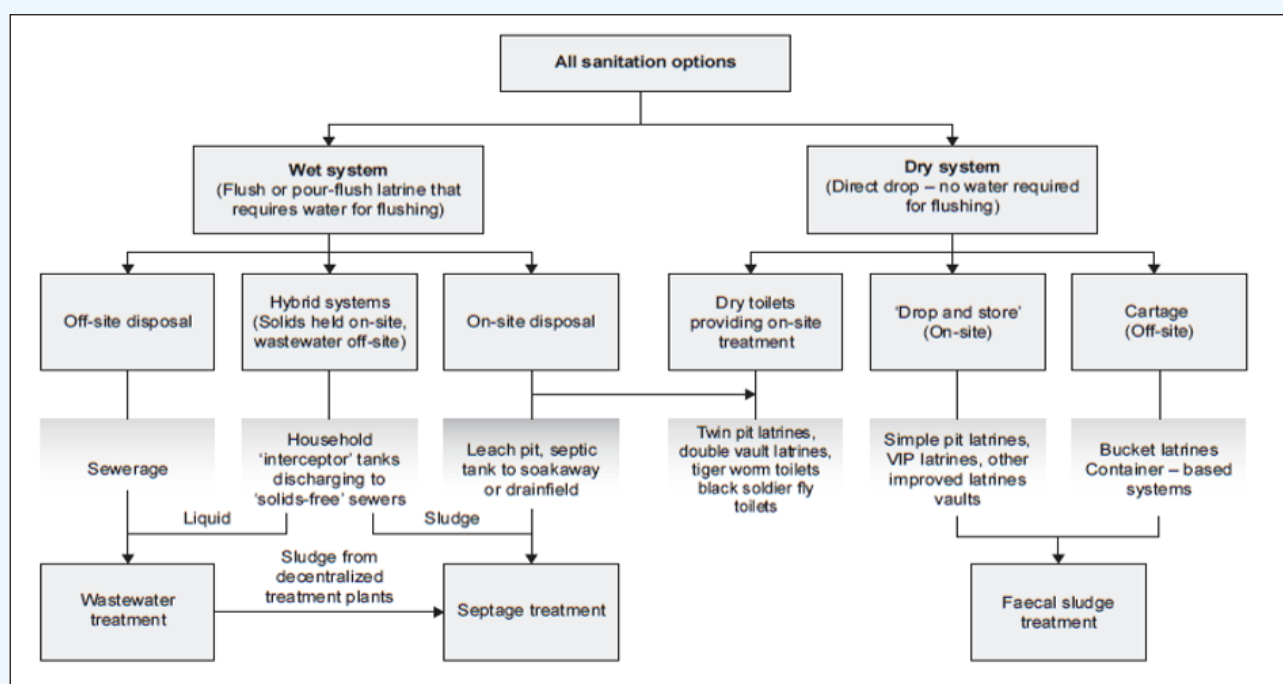 All sanitation options
Wet system
(Flush or pour-flush latrine that
requires water for flushing)
Dry system
(Direct drop – no water required
for flushing)
Off-site disposal
Hybrid systems
(Solids held on-site,
wastewater off-site)
On-site disposal
Dry toilets
providing on-site
treatment
'Drop and store'
(On-site)
Cartage
(Off-site)
Sewerage
Household
'interceptor' tanks
discharging to
'solids-free' sewers
Leach pit, septic
tank to soakaway
or drainfield
Twin pit latrines,
double vault latrines,
tiger worm toilets
black soldier fly
toilets
Simple pit latrines,
VIP latrines, other
improved latrines
vaults
Bucket latrines
Container – based
systems
Liquid
Sludge
Wastewater
treatment
Sludge from
decentralized
treatment plants
Septage treatment
Faecal sludge
treatment